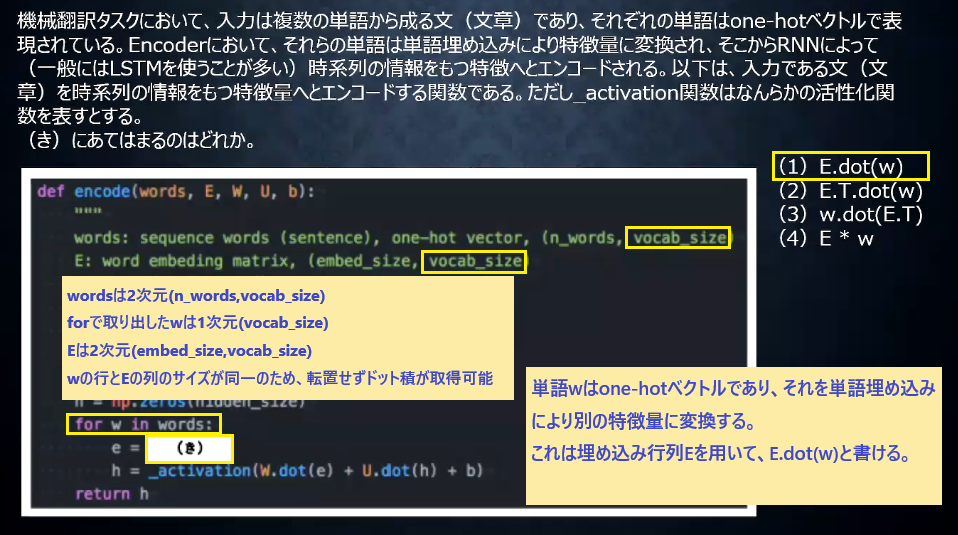 機械翻訳タスクにおいて、入力は複数の単語から成る文（文章）であり、それぞれの単語はone-hotベクトルで表
現されている。Encoderにおいて、それらの単語は単語埋め込みにより特徴量に変換され、そこからRNNによって
（一般にはLSTMを使うことが多い）時系列の情報をもつ特徴へとエンコードされる。以下は、入力である文（文
章）を時系列の情報をもつ特徴量へとエンコードする関数である。ただし_activation関数はなんらかの活性化関
数を表すとする。
（き）にあてはまるのはどれか。
(1) E.dot(w)
(2) E.T.dot(w)
(3) w.dot(E.T)
(4) E * w
def encode(words, E, W, U, b):
"""
words: sequence words (sentence), one-hot vector, (n_words, vocab_size)
E: word embeding matrix, (embed_size, vocab_size)
wordsは2次元(n_words,vocab_size)
forで取り出したwは1次元(vocab_size)
Eは2次元(embed_size,vocab_size)
wの行とEの列のサイズが同一のため、転置せずドット積が取得可能
h = np.zeros(hidden_size)
for w in words:
e = （き）
h = _activation(W.dot(e) + U.dot(h) + b)
return h
単語wはone-hotベクトルであり、それを単語埋め込み
により別の特徴量に変換する。
これは埋め込み行列Eを用いて、E.dot(w)と書ける。